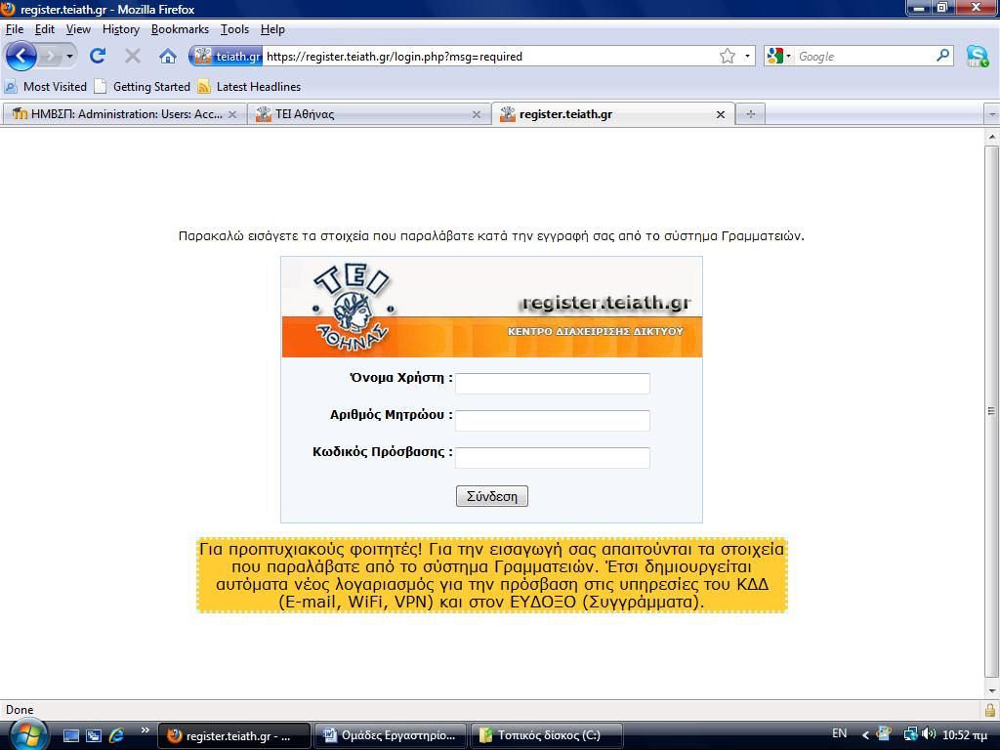 register.teiath.gr - Mozilla Firefox
File Edit View History Bookmarks Tools Help
teiath.gr https://register.teiath.gr/login.php?msg=required
Google
Most Visited Getting Started Latest Headlines
ΗΜΒΣΠ: Administration: Users: Acc...
ΤΕΙ Αθήνας
register.teiath.gr
Παρακαλώ εισάγετε τα στοιχεία που παραλάβατε κατά την εγγραφή σας από το σύστημα Γραμματειών.
ΤΕΙ
ΑΘΗΝΑΣ
register.teiath.gr
ΚΕΝΤΡΟ ΔΙΑΧΕΙΡΙΣΗΣ ΔΙΚΤΥΟΥ
Όνομα Χρήστη :
Αριθμός Μητρώου :
Κωδικός Πρόσβασης :
Σύνδεση
Για προπτυχιακούς φοιτητές! Για την εισαγωγή σας απαιτούνται τα στοιχεία
που παραλάβατε από το σύστημα Γραμματειών. Έτσι δημιουργείται
αυτόματα νέος λογαριασμός για την πρόσβαση στις υπηρεσίες του ΚΔΔ
(E-mail, WiFi, VPN) και στον ΕΥΔΟΞΟ (Συγγράμματα).
Done
register.teiath.gr - ...
Ομάδες Εργαστηρίο...
Τοπικός δίσκος (C:)
EN
10:52 πμ